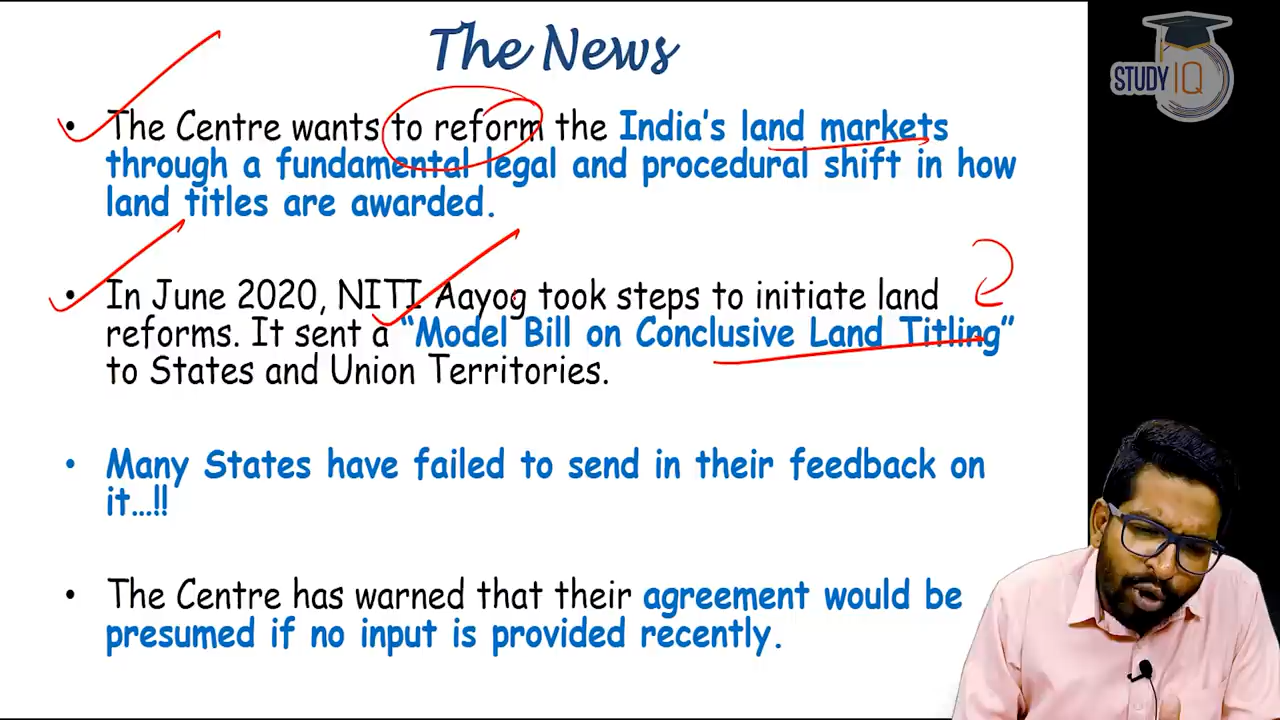 The News
STUDY IQ
• The Centre wants to reform the India's land markets
through a fundamental legal and procedural shift in how
land titles are awarded.
• In June 2020, NITI Aayog took steps to initiate land
reforms. It sent a “Model Bill on Conclusive Land Titling”
to States and Union Territories.
• Many States have failed to send in their feedback on
it...!!
• The Centre has warned that their agreement would be
presumed if no input is provided recently.